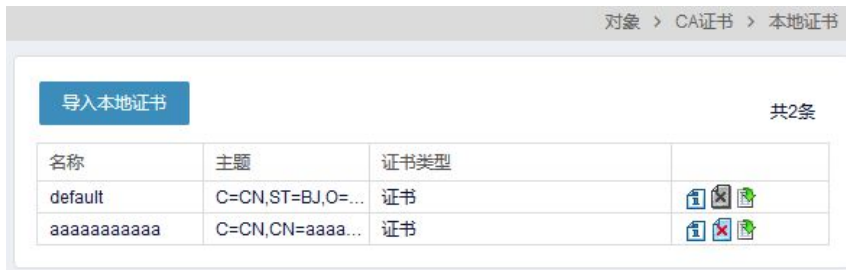 对象 > CA证书 > 本地证书
导入本地证书
共2条
名称 主题 证书类型
default C=CN,ST=BJ,O=... 证书
aaaaaaaaaaa C=CN,CN=aaaa... 证书